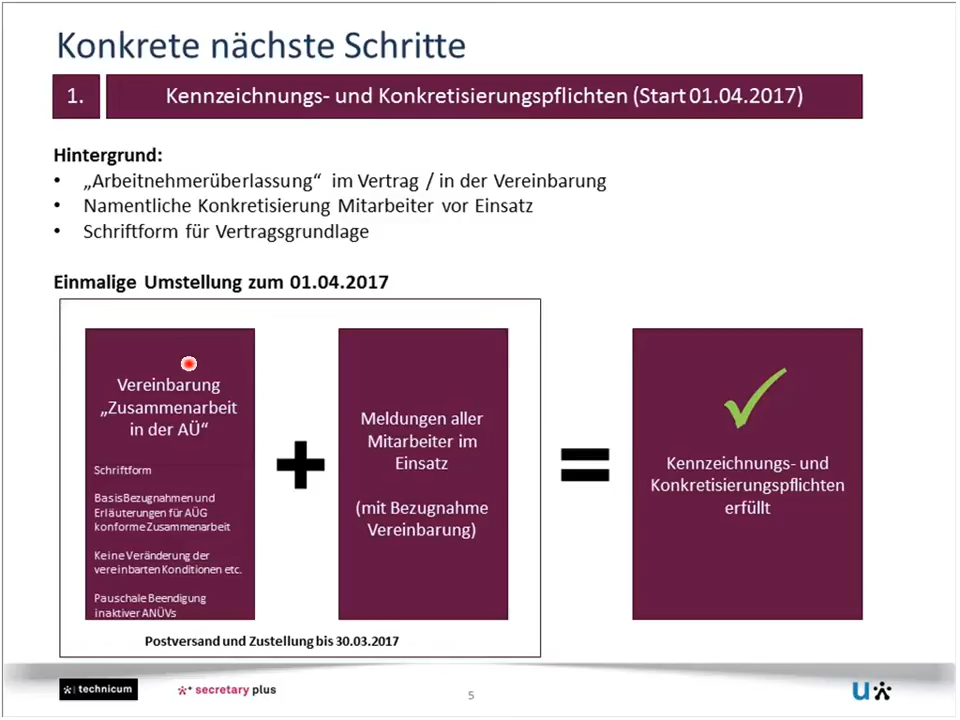 Konkrete nächste Schritte
1.
Kennzeichnungs- und Konkretisierungspflichten (Start 01.04.2017)
Hintergrund:
• „Arbeitnehmerüberlassung“ im Vertrag / in der Vereinbarung
• Namentliche Konkretisierung Mitarbeiter vor Einsatz
• Schriftform für Vertragsgrundlage
Einmalige Umstellung zum 01.04.2017
Vereinbarung
„Zusammenarbeit
in der AÜ“
Schriftform
Basis Bezugnahmen und
Erläuterungen für AÜG
konforme Zusammenarbeit
Keine Veränderung der
vereinbarten Konditionen etc.
Pauschale Beendigung
inaktiver ANÜVs
+
Meldungen aller
Mitarbeiter im
Einsatz
(mit Bezugnahme
Vereinbarung)
=
Kennzeichnungs- und
Konkretisierungspflichten
erfüllt
Postversand und Zustellung bis 30.03.2017
technicum
secretary plus
5
u